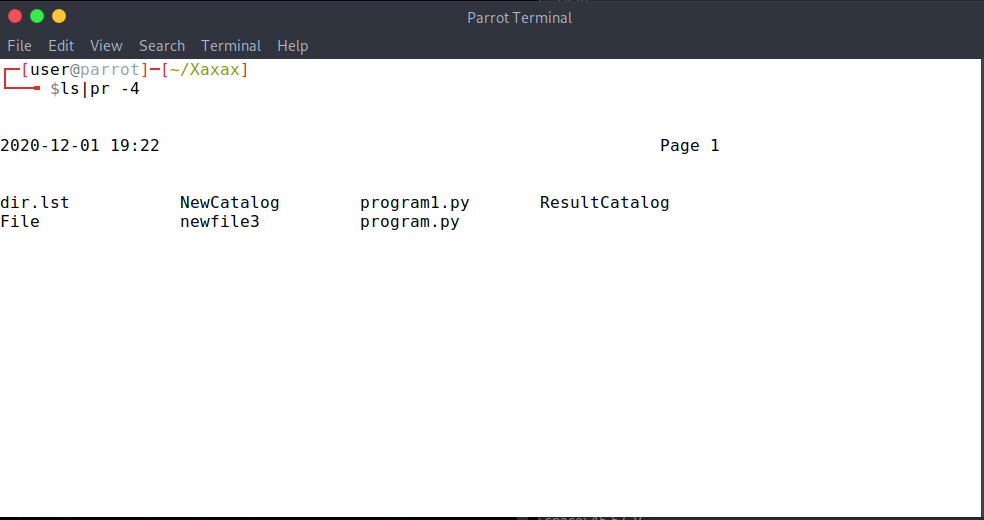 Parrot Terminal
File Edit View Search Terminal Help
[user@parrot]─[~/Xaxax]
$ls|pr -4
2020-12-01 19:22 Page 1
dir.lst NewCatalog program1.py ResultCatalog
File newfile3 program.py